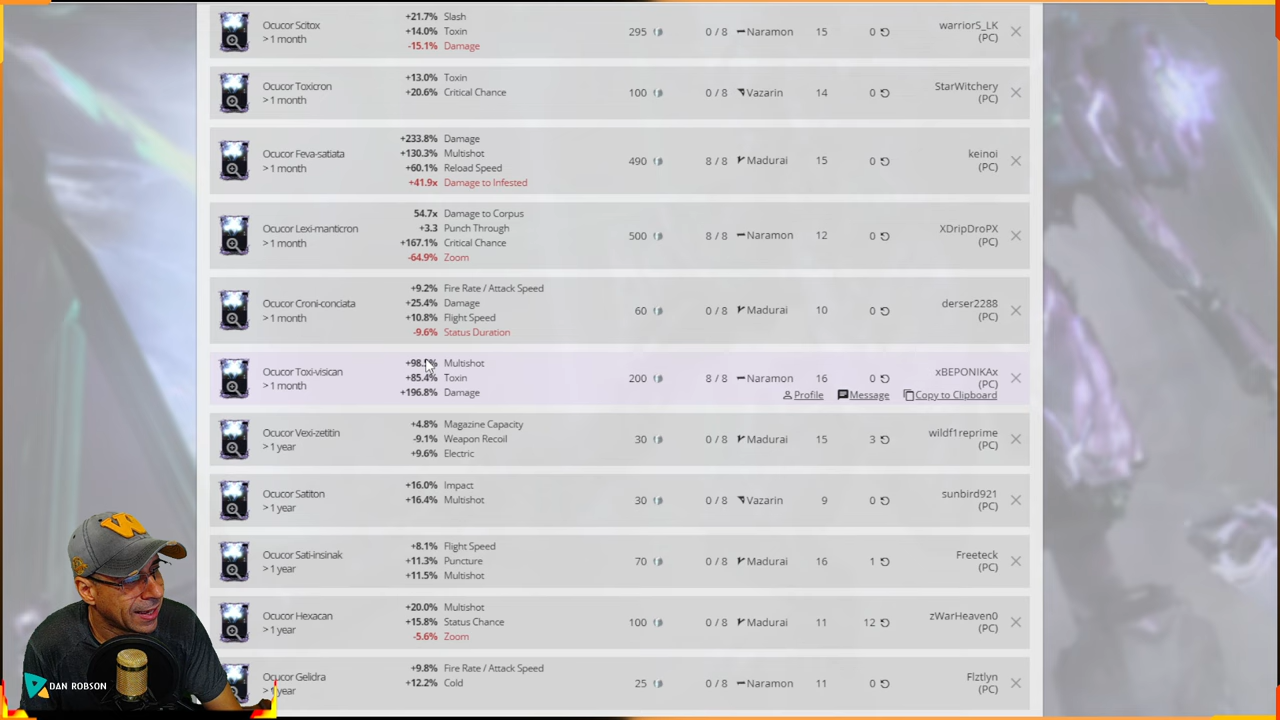 Ocucor Scitox
> 1 month
+21.7% Slash
+14.0% Toxin
-15.1% Damage
295 0 / 8 Naramon 15 0
warriorS_LK
(PC)
Ocucor Toxicron
> 1 month
+13.0% Toxin
+20.6% Critical Chance
100 0 / 8 Vazarin 14 0
StarWitchery
(PC)
Ocucor Feva-satiata
> 1 month
+233.8% Damage
+130.3% Multishot
+60.1% Reload Speed
+41.9x Damage to Infested
490 8 / 8 Madurai 15 0
keinoi
(PC)
Ocucor Lexi-manticron
> 1 month
54.7x Damage to Corpus
+3.3 Punch Through
+167.1% Critical Chance
-64.9% Zoom
500 8 / 8 Naramon 12 0
XDripDroPX
(PC)
Ocucor Croni-conciata
> 1 month
+9.2% Fire Rate / Attack Speed
+25.4% Damage
+10.8% Flight Speed
-9.6% Status Duration
60 0 / 8 Madurai 10 0
derser2288
(PC)
Ocucor Toxi-visican
> 1 month
Multishot
+85.4% Toxin
+196.8% Damage
200 8 / 8 Naramon 16 0
xBEPONIKAx
(PC)
Profile Message Copy to Clipboard
Ocucor Vexi-zetitin
> 1 year
+4.8% Magazine Capacity
-9.1% Weapon Recoil
+9.6% Electric
30 0 / 8 Madurai 15 3
wildf1reprime
(PC)
Ocucor Satiton
> 1 year
+16.0% Impact
+16.4% Multishot
30 0 / 8 Vazarin 9 0
sunbird921
(PC)
Ocucor Sati-insinak
> 1 year
+8.1% Flight Speed
+11.3% Puncture
+11.5% Multishot
70 0 / 8 Madurai 16 1
Freeteck
(PC)
Ocucor Hexacan
> 1 year
+20.0% Multishot
+15.8% Status Chance
-5.6% Zoom
100 0 / 8 Madurai 11 12
zWarHeaven0
(PC)
Ocucor Gelidra
+9.8% Fire Rate / Attack Speed
+12.2% Cold
25 0 / 8 Naramon 11 0
Flztlyn
(PC)
W
DAN ROBSON